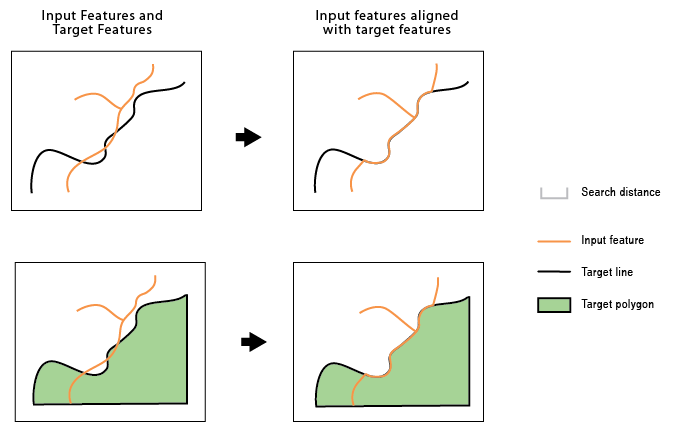 Input Features and
Target Features
Input features aligned
with target features
Search distance
Input feature
Target line
Target polygon